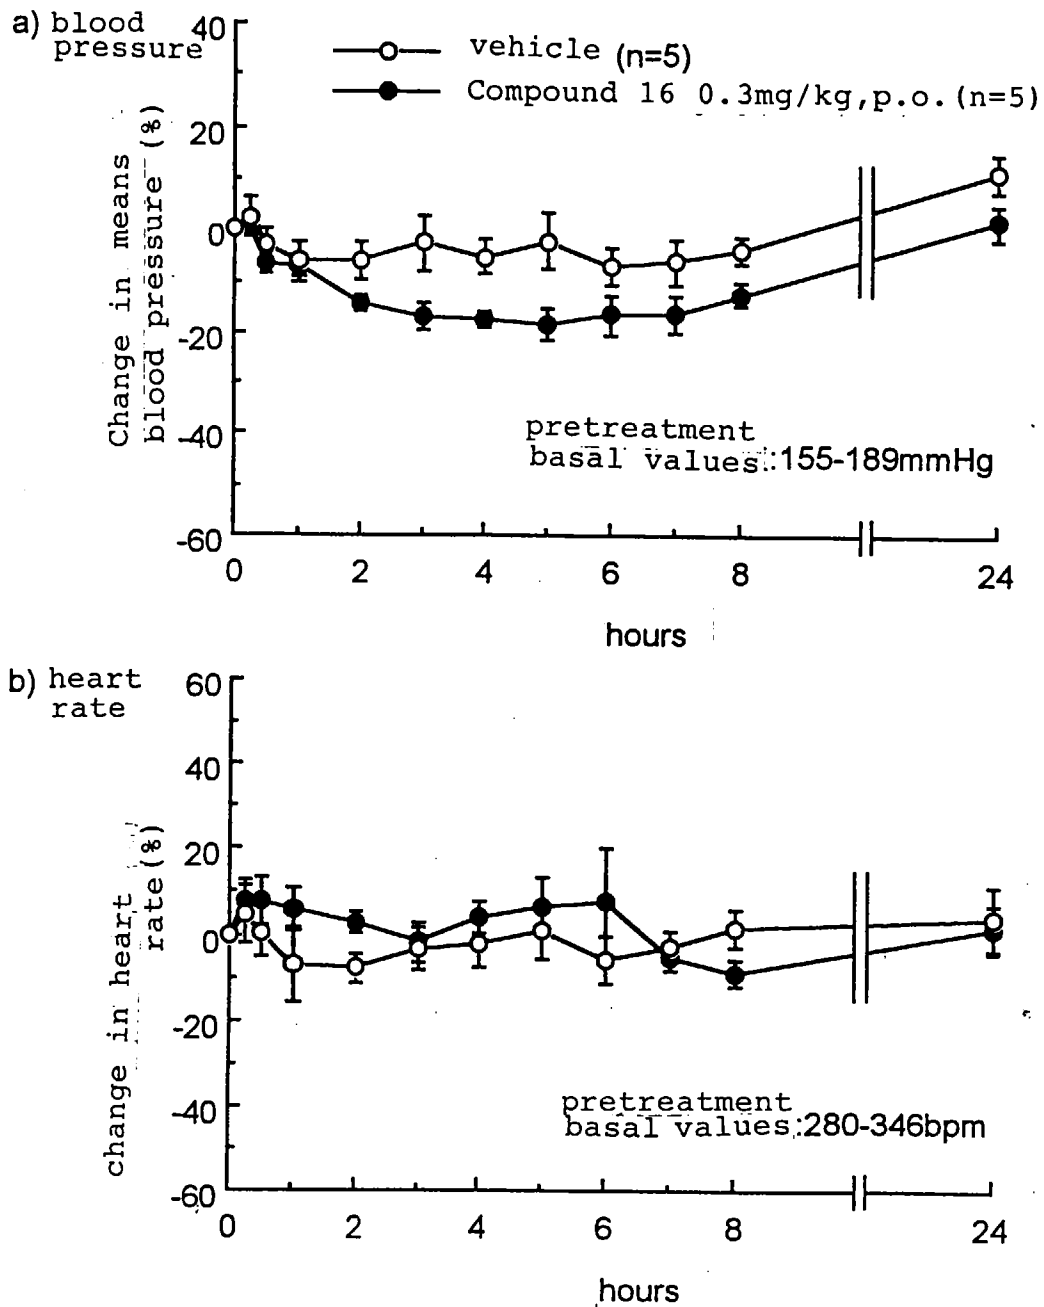 a) blood
pressure
vehicle (n=5)
Compound 16 0.3mg/kg,p.o.(n=5)
Change in means
blood pressure (%)
40
20
0
-20
-40
-60
pretreatment
basal values:155-189mmHg
0 2 4 6 8 24
hours
b) heart
rate
change in heart
rate(%)
60
40
20
0
-20
-40
-60
pretreatment
basal values:280-346bpm
0 2 4 6 8 24
hours